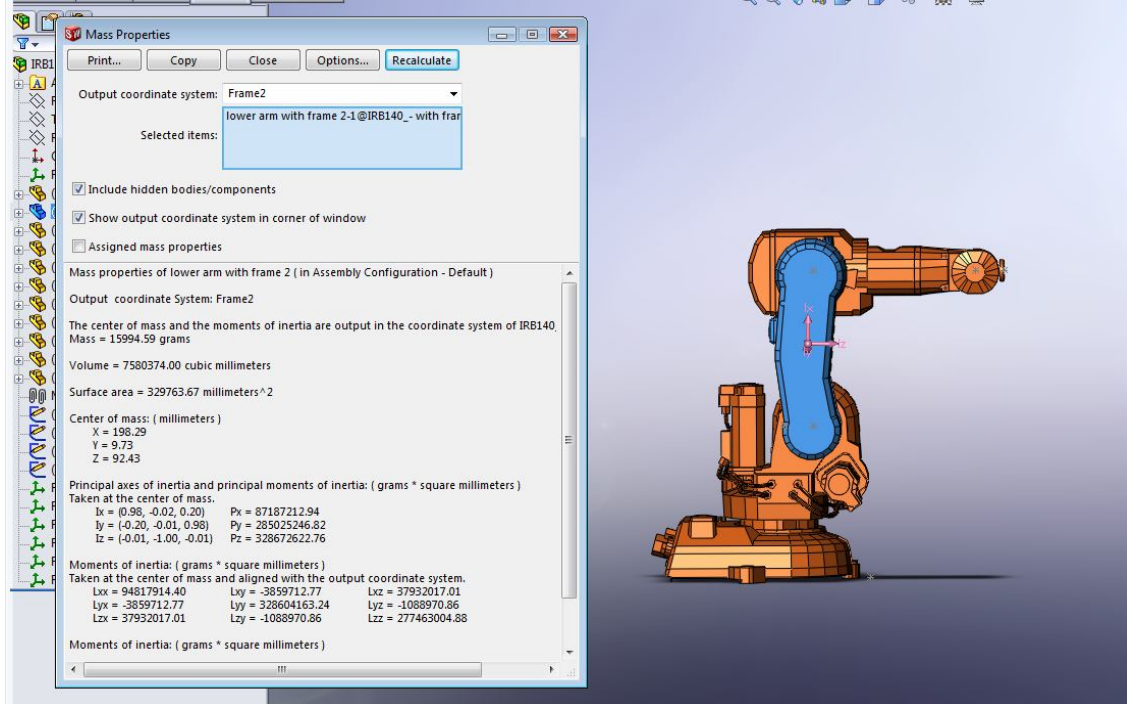 Mass Properties
Print... Copy Close Options... Recalculate
IRB1
Output coordinate system: Frame2
lower arm with frame 2-1@IRB140_- with fran
Selected items:
Include hidden bodies/components
Show output coordinate system in corner of window
Assigned mass properties
Mass properties of lower arm with frame 2 ( in Assembly Configuration - Default )
Output coordinate System: Frame2
The center of mass and the moments of inertia are output in the coordinate system of IRB140_
Mass = 15994.59 grams
Volume = 7580374.00 cubic millimeters
Surface area = 329763.67 millimeters^2
Center of mass: ( millimeters )
X = 198.29
Y = 9.73
Z = 92.43
Principal axes of inertia and principal moments of inertia: ( grams * square millimeters )
Taken at the center of mass.
Ix = (0.98, -0.02, 0.20) Px = 87187212.94
Iy = (-0.20, -0.01, 0.98) Py = 285025246.82
Iz = (-0.01, -1.00, -0.01) Pz = 328672622.76
Moments of inertia: ( grams * square millimeters )
Taken at the center of mass and aligned with the output coordinate system.
Lxx = 94817914.40 Lxy = -3859712.77 Lxz = 37932017.01
Lyx = -3859712.77 Lyy = 328604163.24 Lyz = -1088970.86
Lzx = 37932017.01 Lzy = -1088970.86 Lzz = 277463004.88
Moments of inertia: ( grams * square millimeters )
Ix
Iz
Iy